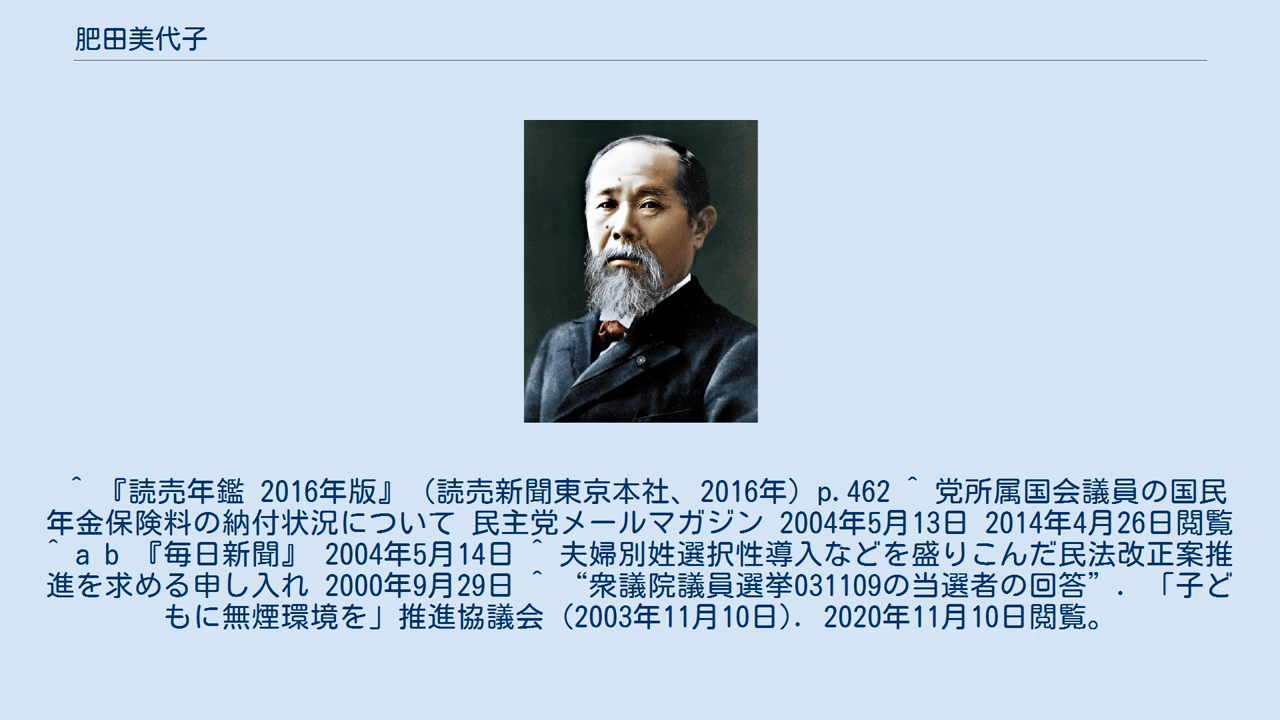 肥田美代子
^ 『読売年鑑 2016年版』（読売新聞東京本社、2016年）p.462 ^ 党所属国会議員の国民
年金保険料の納付状況について 民主党メールマガジン 2004年5月13日 2014年4月26日閲覧
^ a b 『毎日新聞』 2004年5月14日 ^ 夫婦別姓選択性導入などを盛りこんだ民法改正案推
進を求める申し入れ 2000年9月29日 ^ “衆議院議員選挙031109の当選者の回答”. 「子ど
もに無煙環境を」推進協議会 (2003年11月10日). 2020年11月10日閲覧。